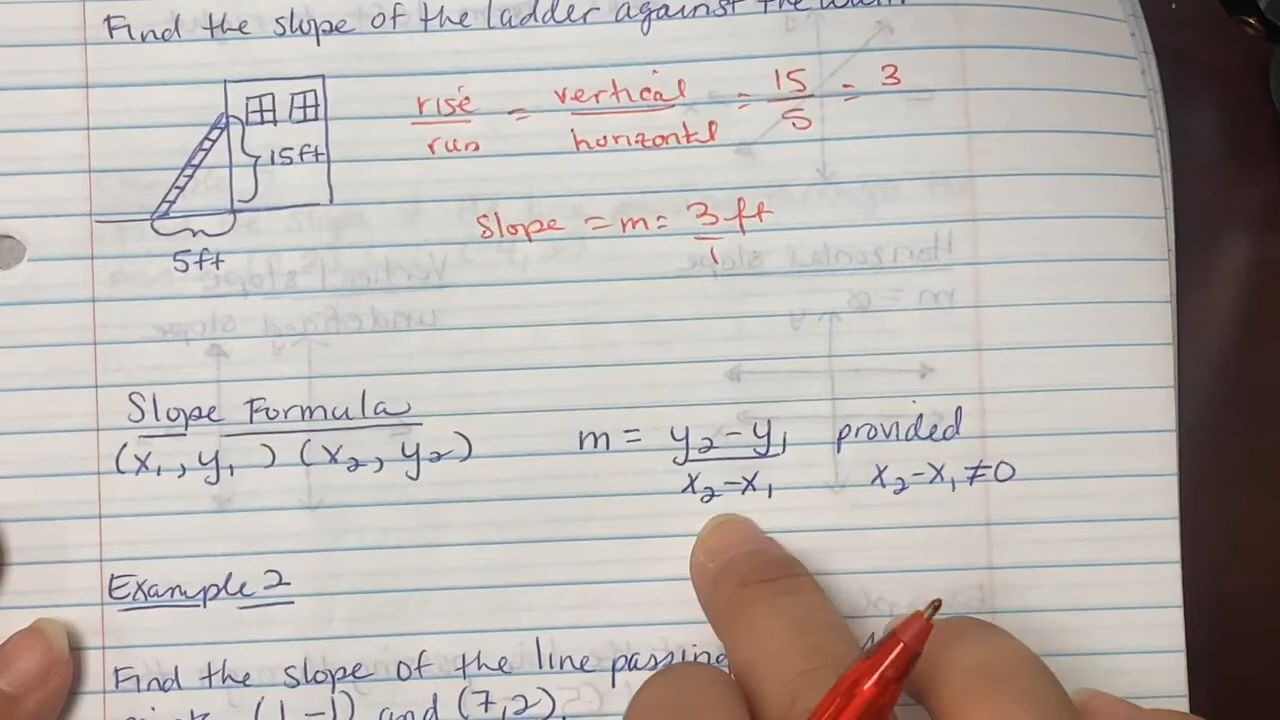 Find the slope of the ladder against the
rise/run = vertical/horizontal = 15/5 = 3
15ft
5ft
Slope = m = 3/1 ft
Slope Formula
(x₁, y₁) (x₂, y₂)
m = y₂-y₁/x₂-x₁ provided x₂-x₁≠0
Example 2
Find the slope of the line passing
(1,-1) and (7,2).